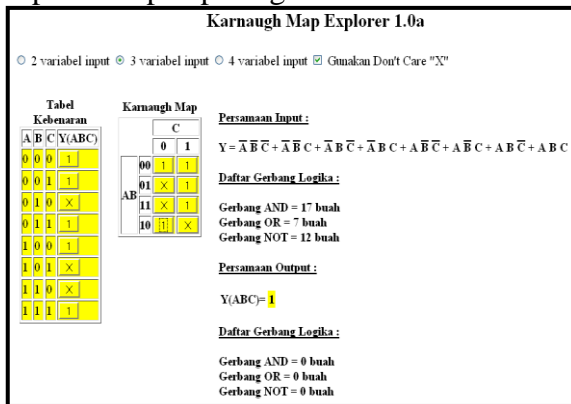 Karnaugh Map Explorer 1.0a
2 variabel input 3 variabel input 4 variabel input Gunakan Don't Care "X"
Tabel
Kebenaran
A B C Y(ABC)
0 0 0 1
0 0 1 1
0 1 0 X
0 1 1 1
1 0 0 1
1 0 1 X
1 1 0 X
1 1 1 1
Karnaugh Map
C
0 1
AB
00 1 1
01 X 1
11 X 1
10 1 X
Persamaan Input :
Y = A̅ B̅ C̅ + A̅ B̅ C + A̅ B C̅ + A̅ B C + A B̅ C̅ + A B̅ C + A B C̅ + A B C
Daftar Gerbang Logika :
Gerbang AND = 17 buah
Gerbang OR = 7 buah
Gerbang NOT = 12 buah
Persamaan Output :
Y(ABC)= 1
Daftar Gerbang Logika :
Gerbang AND = 0 buah
Gerbang OR = 0 buah
Gerbang NOT = 0 buah